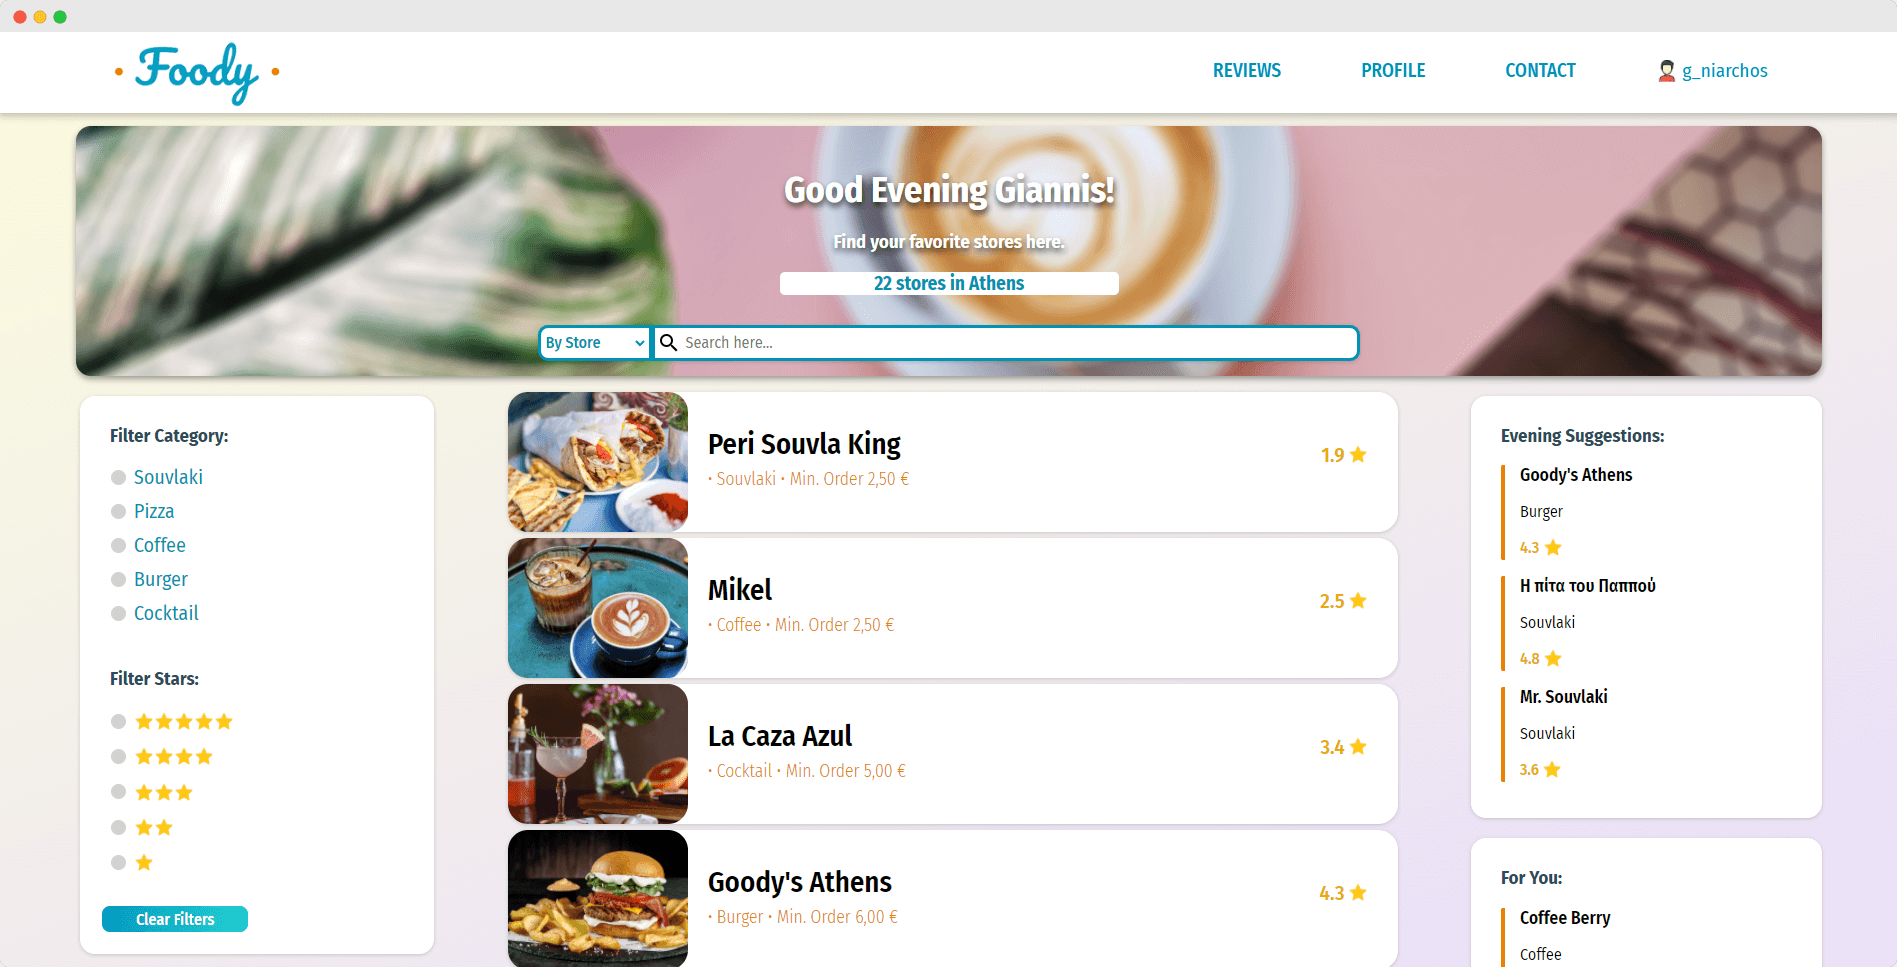 Foody
REVIEWS
PROFILE
CONTACT
g_niarchos
Good Evening Giannis!
Find your favorite stores here.
22 stores in Athens
By Store
Search here...
Filter Category:
Souvlaki
Pizza
Coffee
Burger
Cocktail
Filter Stars:
Clear Filters
Peri Souvla King
• Souvlaki • Min. Order 2,50 €
1.9
Mikel
• Coffee • Min. Order 2,50 €
2.5
La Caza Azul
• Cocktail • Min. Order 5,00 €
3.4
Goody's Athens
• Burger • Min. Order 6,00 €
4.3
Evening Suggestions:
Goody's Athens
Burger
4.3
Η πίτα του Παππού
Souvlaki
4.8
Mr. Souvlaki
Souvlaki
3.6
For You:
Coffee Berry
Coffee